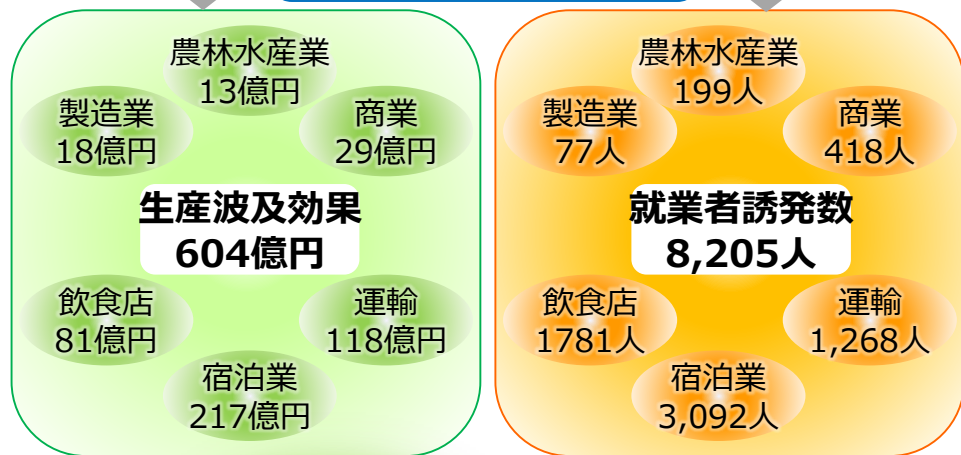 農林水産業
13億円
製造業
18億円
商業
29億円
生産波及効果
604億円
飲食店
81億円
運輸
118億円
宿泊業
217億円
農林水産業
199人
製造業
77人
商業
418人
就業者誘発数
8,205人
飲食店
1781人
運輸
1,268人
宿泊業
3,092人